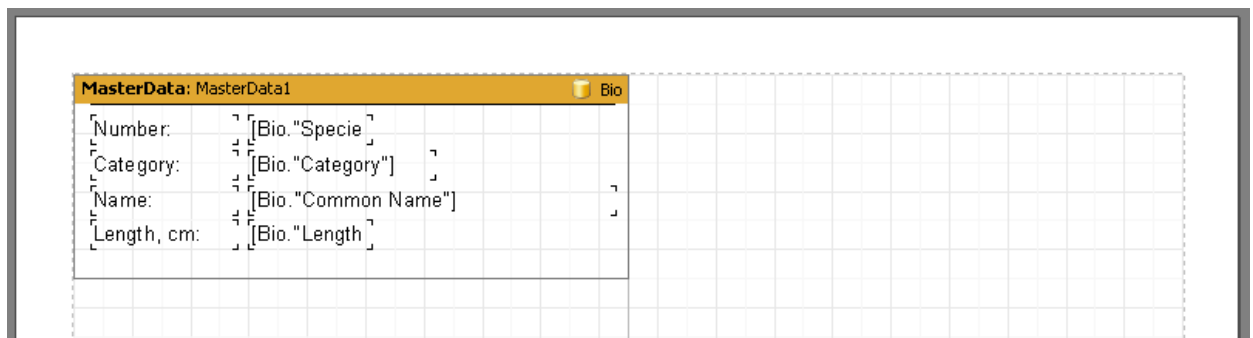 MasterData: MasterData1 Bio
Number: [Bio."Specie
Category: [Bio."Category"]
Name: [Bio."Common Name"]
Length, cm: [Bio."Length